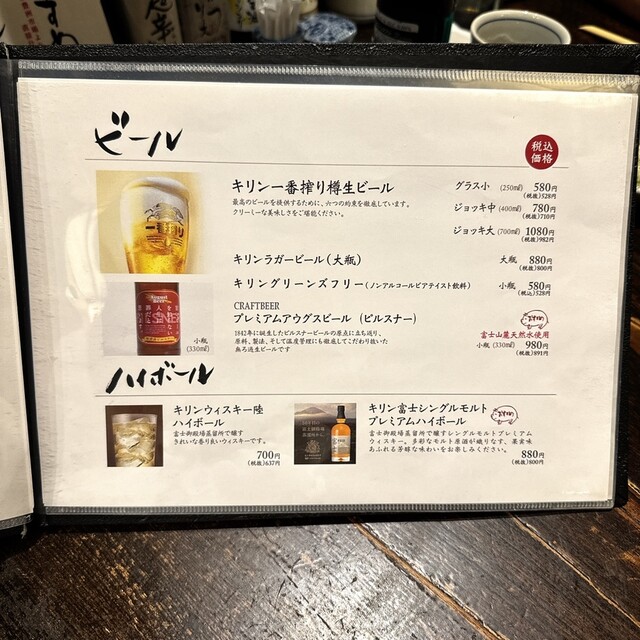 ビール
税込
価格
キリン一番搾り樽生ビール
最高のビールを提供するために、六つの約束を徹底しています。
クリーミーな美味しさをご堪能ください。
グラス小 (250㎖) 580円
(税抜)528円
ジョッキ中 (400㎖) 780円
(税抜)710円
ジョッキ大 (700㎖) 1080円
(税抜)982円
一番搾り
キリンラガービール(大瓶)
大瓶 880円
(税抜)800円
キリングリーンズフリー(ノンアルコールビアテイスト飲料)
小瓶 580円
(税込)528円
CRAFTBEER
プレミアムアウグスビール (ピルスナー)
1842年に誕生したピルスナービールの原点に立ち返り、
原料、製法、そして温度管理にも徹底してこだわり抜いた
無ろ過生ビールです
富士山麓天然水使用
小瓶 (330㎖) 980円
(税抜)891円
August
Beer
小瓶
(330㎖)
ハイボール
キリンウィスキー陸
ハイボール
富士御殿場蒸留所で醸す
きれいな香り良いウィスキーです。
700円
(税抜)637円
キリン富士シングルモルト
プレミアムハイボール
富士御殿場蒸留所で醸すシングルモルトプレミアム
ウィスキー。多彩なモルト原酒が織りなす、果実味
あふれる芳醇な味わいをお楽しみください。
880円
(税抜)800円